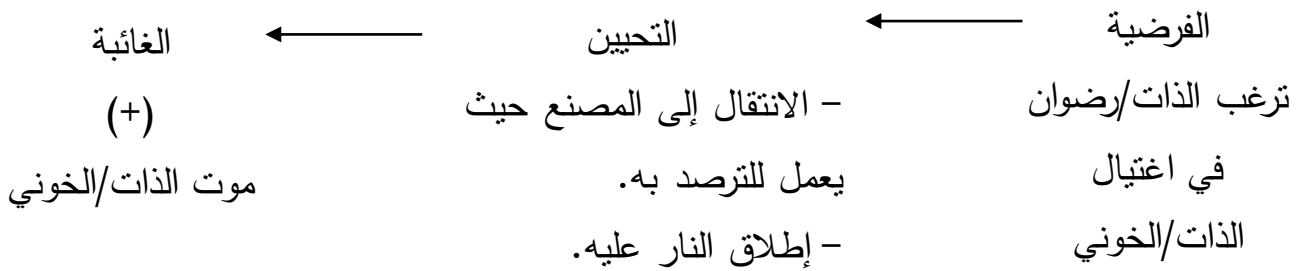 الفرضية
ترغب الذات/رضوان
في اغتيال
الذات/الخوني
التحيين
- الانتقال إلى المصنع حيث
يعمل للترصد به.
- إطلاق النار عليه.
الغائبة
(+)
موت الذات/الخوني